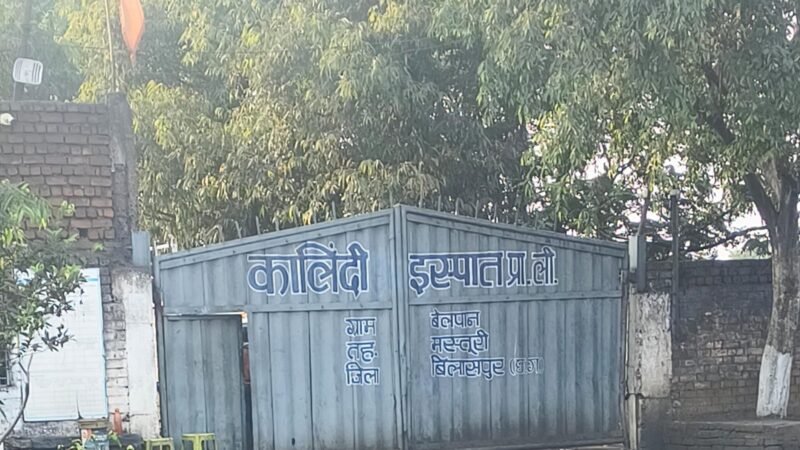 कालिंदी इस्पात प्रा. ली.
ग्राम बेलपान
तह. मस्तूरी
जिला बिलासपुर (छ.ग.)